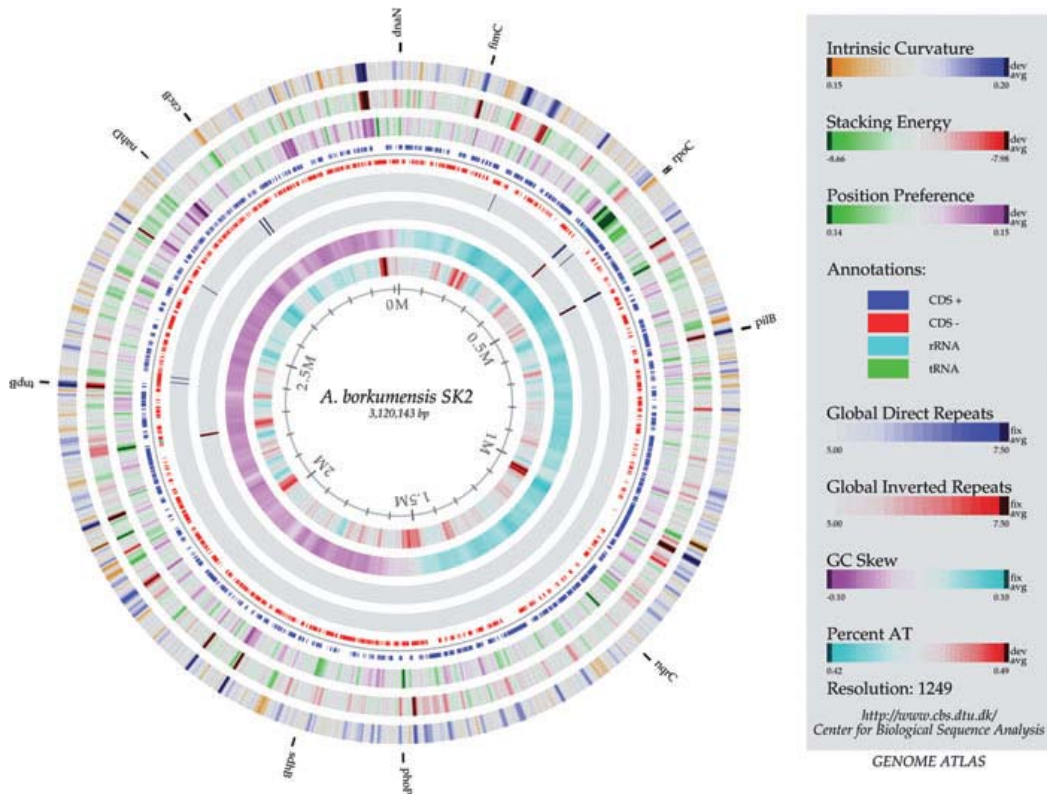 dnaN
fimC
czcB
nahD
rpoC
pilB
tnpB
nqrC
sdhB
phoP
0M
0.5M
1M
1.5M
2M
2.5M
A. borkumensis SK2
3,120,143 bp
Intrinsic Curvature
dev
avg
0.15 0.20
Stacking Energy
dev
avg
-8.66 -7.98
Position Preference
dev
avg
0.14 0.15
Annotations:
CDS +
CDS -
rRNA
tRNA
Global Direct Repeats
fix
avg
5.00 7.50
Global Inverted Repeats
fix
avg
5.00 7.50
GC Skew
fix
avg
-0.10 0.10
Percent AT
dev
avg
0.42 0.49
Resolution: 1249
http://www.cbs.dtu.dk/
Center for Biological Sequence Analysis
GENOME ATLAS